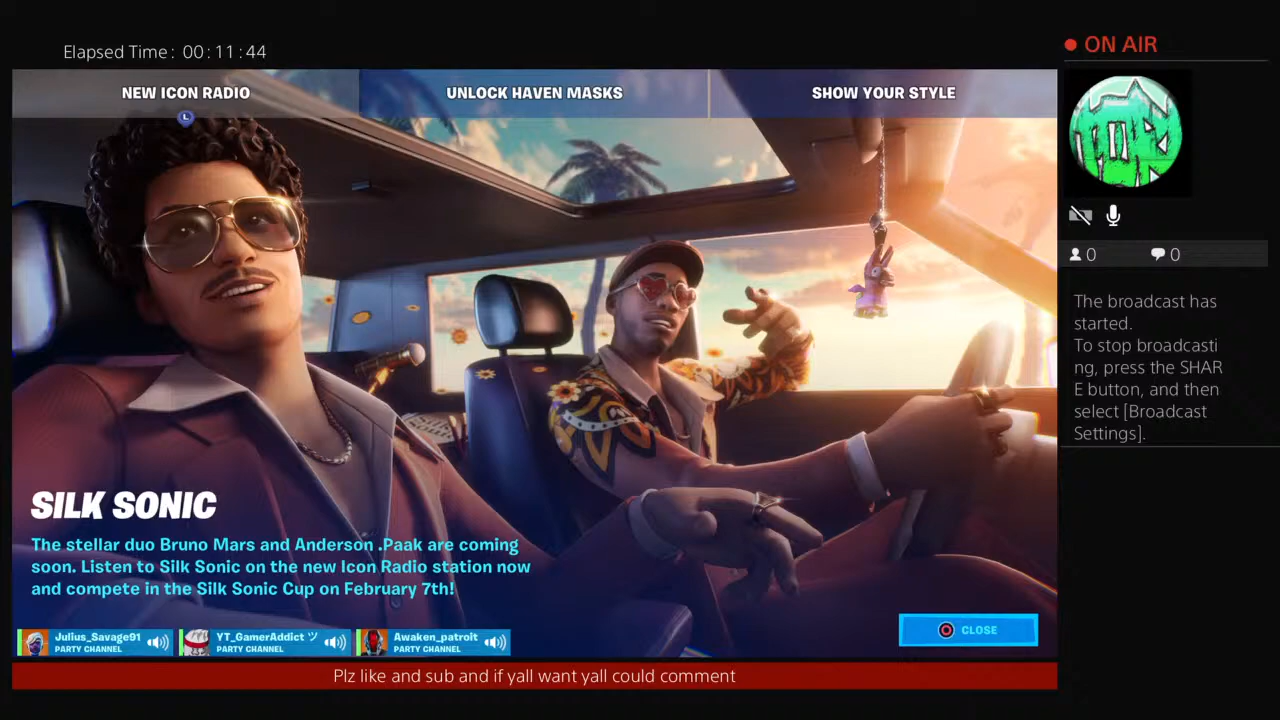 Elapsed Time: 00:11:44
ON AIR
NEW ICON RADIO
UNLOCK HAVEN MASKS
SHOW YOUR STYLE
L
0
0
The broadcast has
started.
To stop broadcasti
ng, press the SHAR
E button, and then
select [Broadcast
Settings].
SILK SONIC
The stellar duo Bruno Mars and Anderson .Paak are coming
soon. Listen to Silk Sonic on the new Icon Radio station now
and compete in the Silk Sonic Cup on February 7th!
Julius_Savage91
PARTY CHANNEL
YT_GamerAddict ツ
PARTY CHANNEL
Awaken_patroit
PARTY CHANNEL
CLOSE
Plz like and sub and if yall want yall could comment